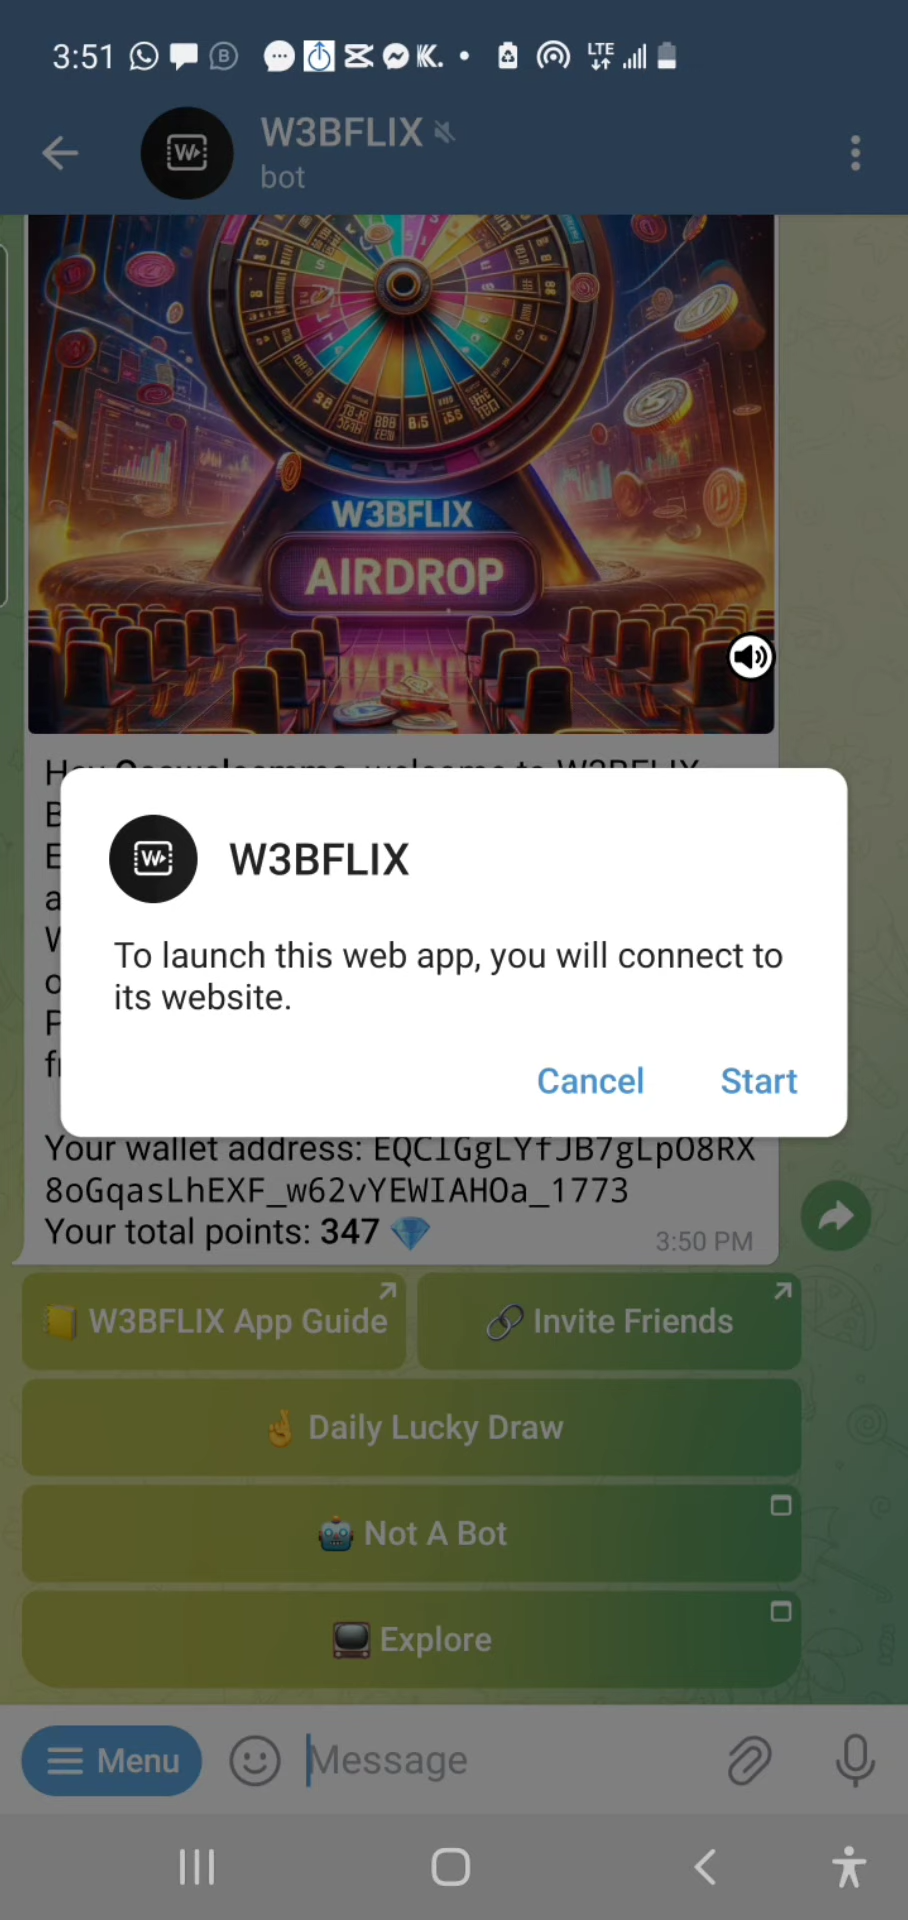 3:51
LTE
W3BFLIX
bot
W3BFLIX
AIRDROP
W3BFLIX
To launch this web app, you will connect to
its website.
Cancel Start
Your wallet address: EQCIGgLYfJB7gLpO8RX
8oGqasLhEXF_w62vYEWIAHOa_1773
Your total points: 347 💎
3:50 PM
📒 W3BFLIX App Guide
🔗 Invite Friends
🤞 Daily Lucky Draw
🤖 Not A Bot
📺 Explore
Menu
Message